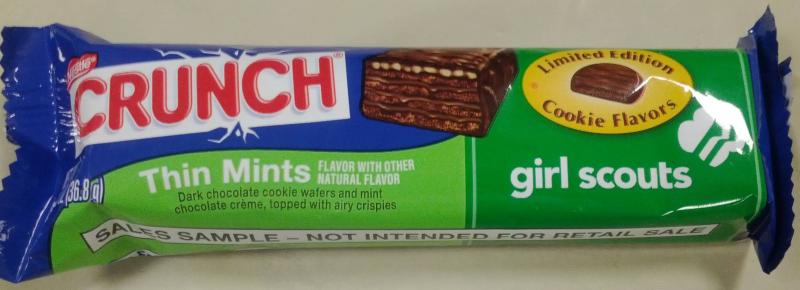 Nestle
CRUNCH®
Thin Mints
FLAVOR WITH OTHER
NATURAL FLAVOR
Dark chocolate cookie wafers and mint
chocolate crème, topped with airy crispies
(36.8 g)
SALES SAMPLE – NOT INTENDED FOR RETAIL SALE
Limited Edition
Cookie Flavors
girl scouts